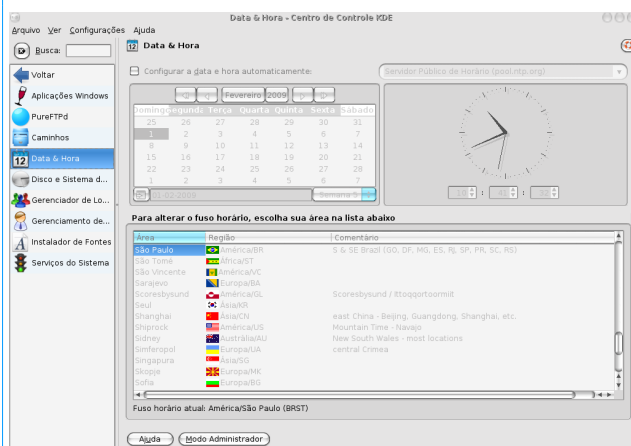 Data & Hora - Centro de Controle KDE
Arquivo Ver Configurações Ajuda
Busca:
Voltar
Aplicações Windows
PureFTPd
Caminhos
Data & Hora
Disco e Sistema d...
Gerenciador de Lo...
Gerenciamento de...
Instalador de Fontes
Serviços do Sistema
12 Data & Hora
Configurar a data e hora automaticamente:
Servidor Público de Horário (pool.ntp.org)
Fevereiro 2009
Domingo Segunda Terça Quarta Quinta Sexta Sábado
25 26 27 28 29 30 31
1 2 3 4 5 6 7
8 9 10 11 12 13 14
15 16 17 18 19 20 21
22 23 24 25 26 27 28
1 2 3 4 5 6 7
Semana 5
: 41 :
Para alterar o fuso horário, escolha sua área na lista abaixo
Área Região Comentário
São Paulo América/BR S & SE Brazil (GO, DF, MG, ES, RJ, SP, PR, SC, RS)
São Tomé África/ST
São Vincente América/VC
Sarajevo Europa/BA
Scoresbysund América/GL Scoresbysund / Ittoqqortoormiit
Seul Ásia/KR
Shanghai Ásia/CN east China - Beijing, Guangdong, Shanghai, etc.
Shiprock América/US Mountain Time - Navajo
Sidney Austrália/AU New South Wales - most locations
Simferopol Europa/UA central Crimea
Singapura Ásia/SG
Skopje Europa/MK
Sofia Europa/BG
Fuso horário atual: América/São Paulo (BRST)
Ajuda Modo Administrador